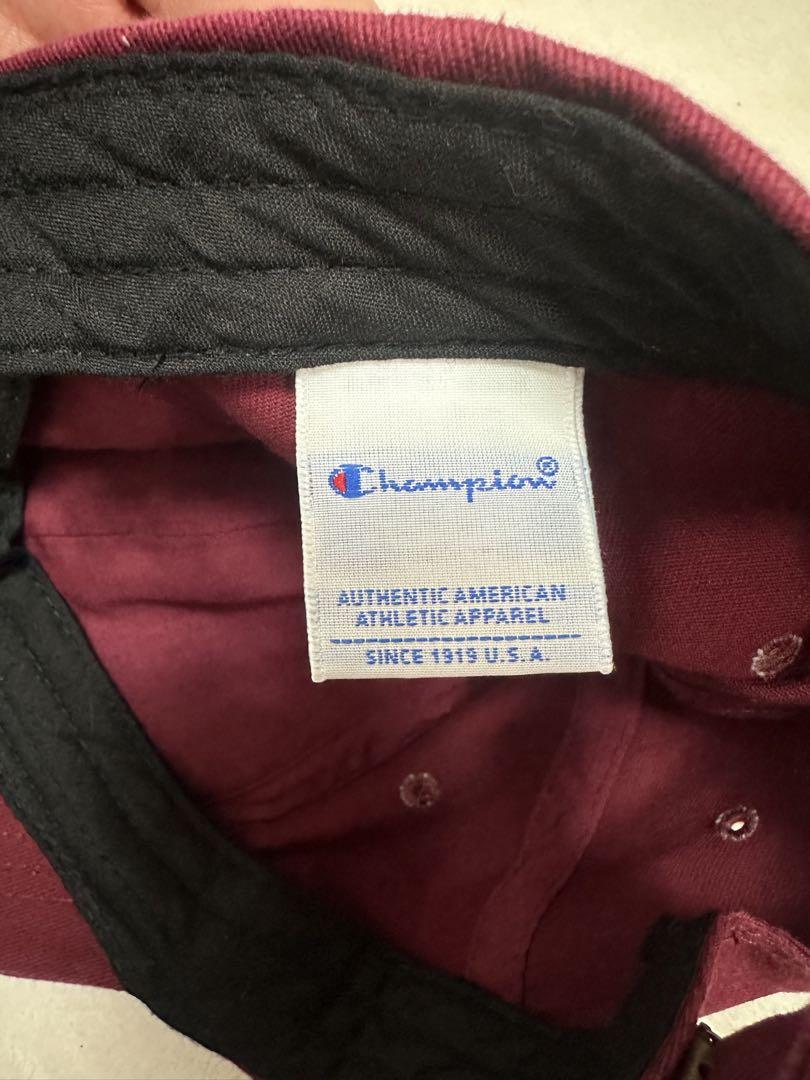 Champion®
AUTHENTIC AMERICAN
ATHLETIC APPAREL
SINCE 1919 U.S.A.